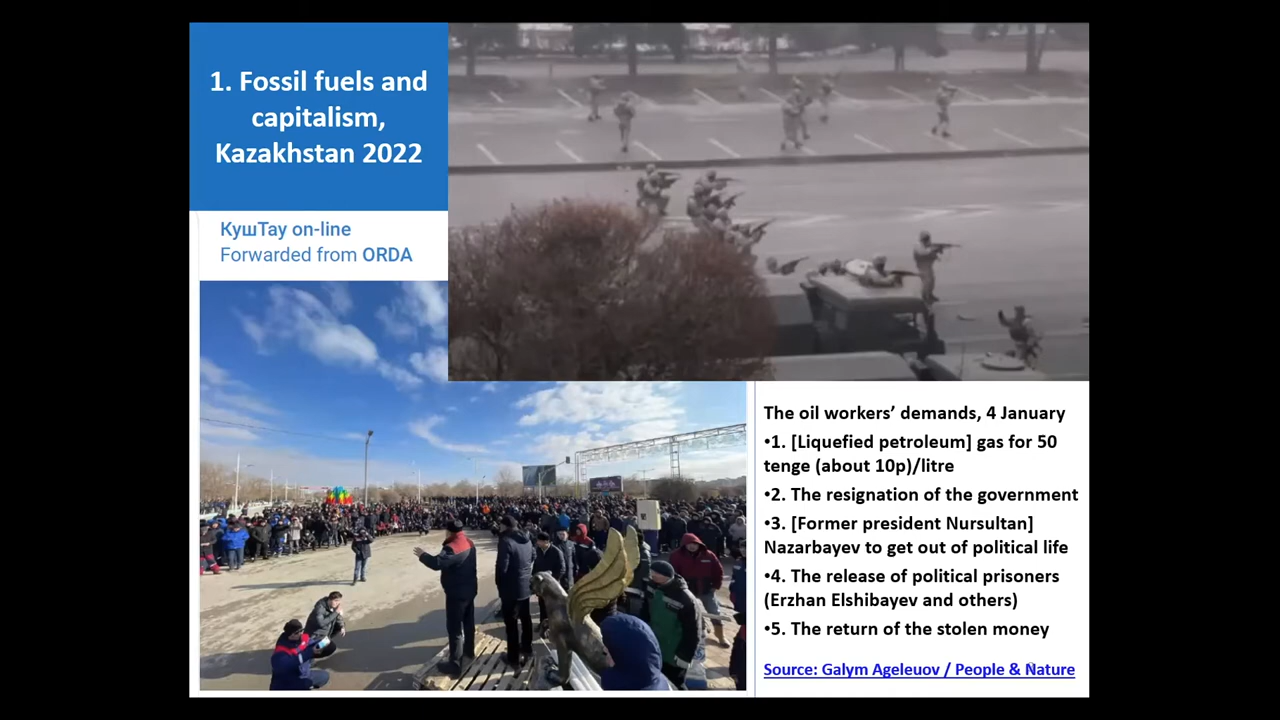 1. Fossil fuels and
capitalism,
Kazakhstan 2022
КушТау on-line
Forwarded from ORDA
The oil workers’ demands, 4 January
•1. [Liquefied petroleum] gas for 50
tenge (about 10p)/litre
•2. The resignation of the government
•3. [Former president Nursultan]
Nazarbayev to get out of political life
•4. The release of political prisoners
(Erzhan Elshibayev and others)
•5. The return of the stolen money
Source: Galym Ageleuov / People & Nature